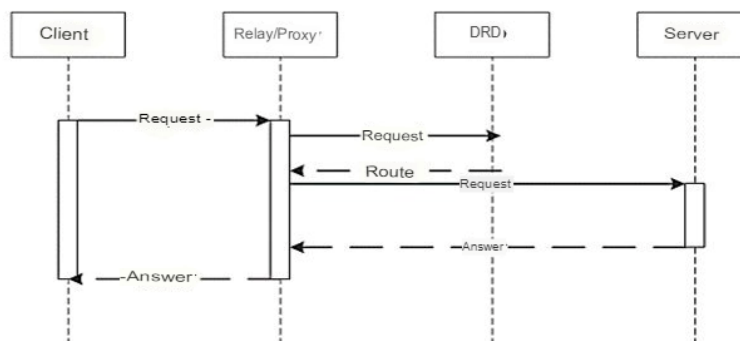 Client
Relay/Proxy
DRD
Server
Request -
Request
Route
Request
Answer
-Answer